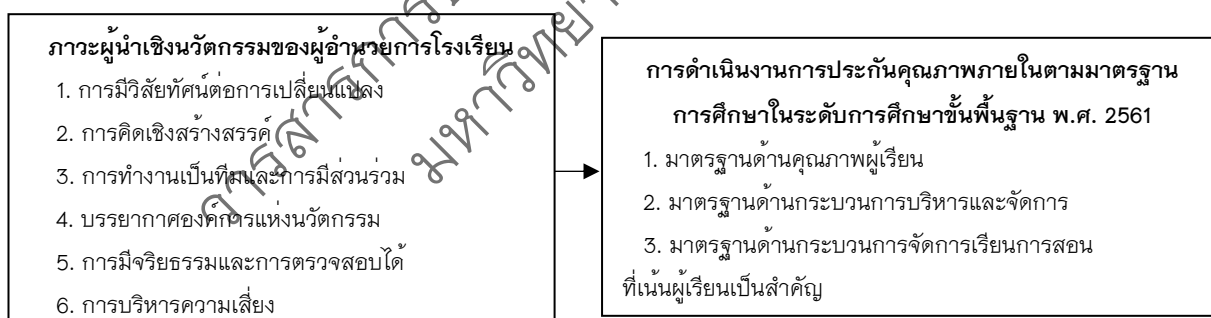 ภาวะผู้นำเชิงนวัตกรรมของผู้อำนวยการโรงเรียน
1. การมีวิสัยทัศน์ต่อการเปลี่ยนแปลง
2. การคิดเชิงสร้างสรรค์
3. การทำงานเป็นทีมและการมีส่วนร่วม
4. บรรยากาศองค์การแห่งนวัตกรรม
5. การมีจริยธรรมและการตรวจสอบได้
6. การบริหารความเสี่ยง
การดำเนินงานการประกันคุณภาพภายในตามมาตรฐาน
การศึกษาในระดับการศึกษาขั้นพื้นฐาน พ.ศ. 2561
1. มาตรฐานด้านคุณภาพผู้เรียน
2. มาตรฐานด้านกระบวนการบริหารและจัดการ
3. มาตรฐานด้านกระบวนการจัดการเรียนการสอน
ที่เน้นผู้เรียนเป็นสำคัญ